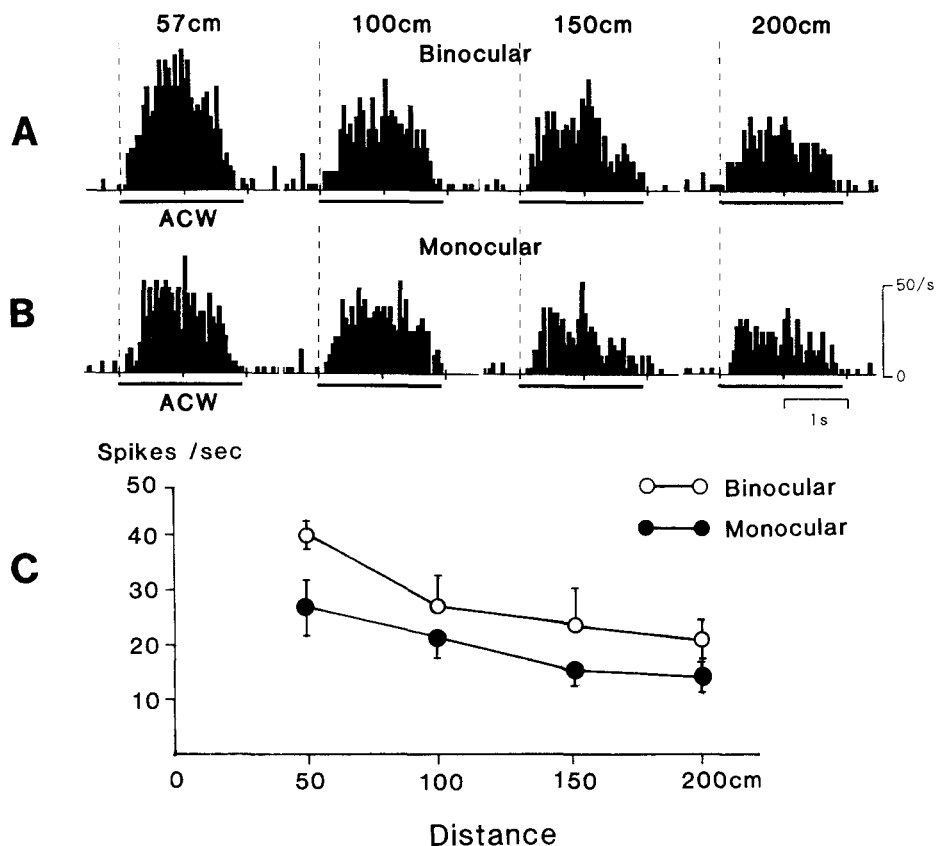 57cm 100cm 150cm 200cm
Binocular
A
ACW
Monocular
B
50/s
0
ACW
1s
Spikes /sec
50
Binocular
40
Monocular
C
30
20
10
0 50 100 150 200cm
Distance